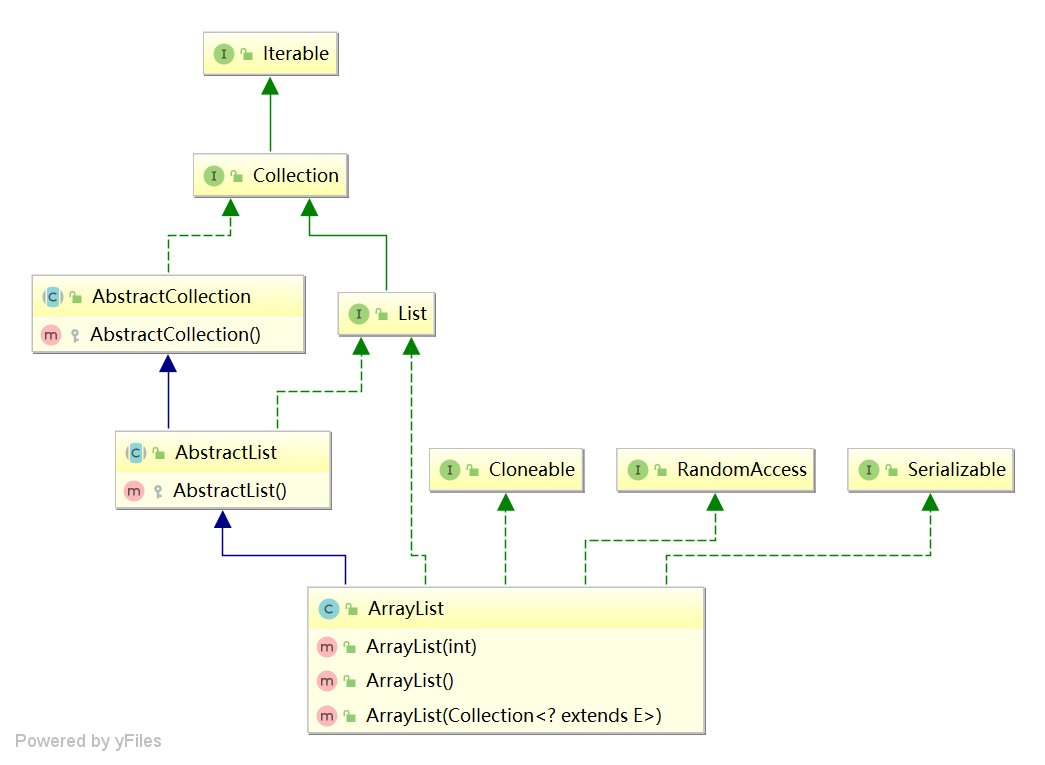 Iterable
Collection
AbstractCollection
AbstractCollection()
List
AbstractList
AbstractList()
Cloneable
RandomAccess
Serializable
ArrayList
ArrayList(int)
ArrayList()
ArrayList(Collection<? extends E>)
Powered by yFiles